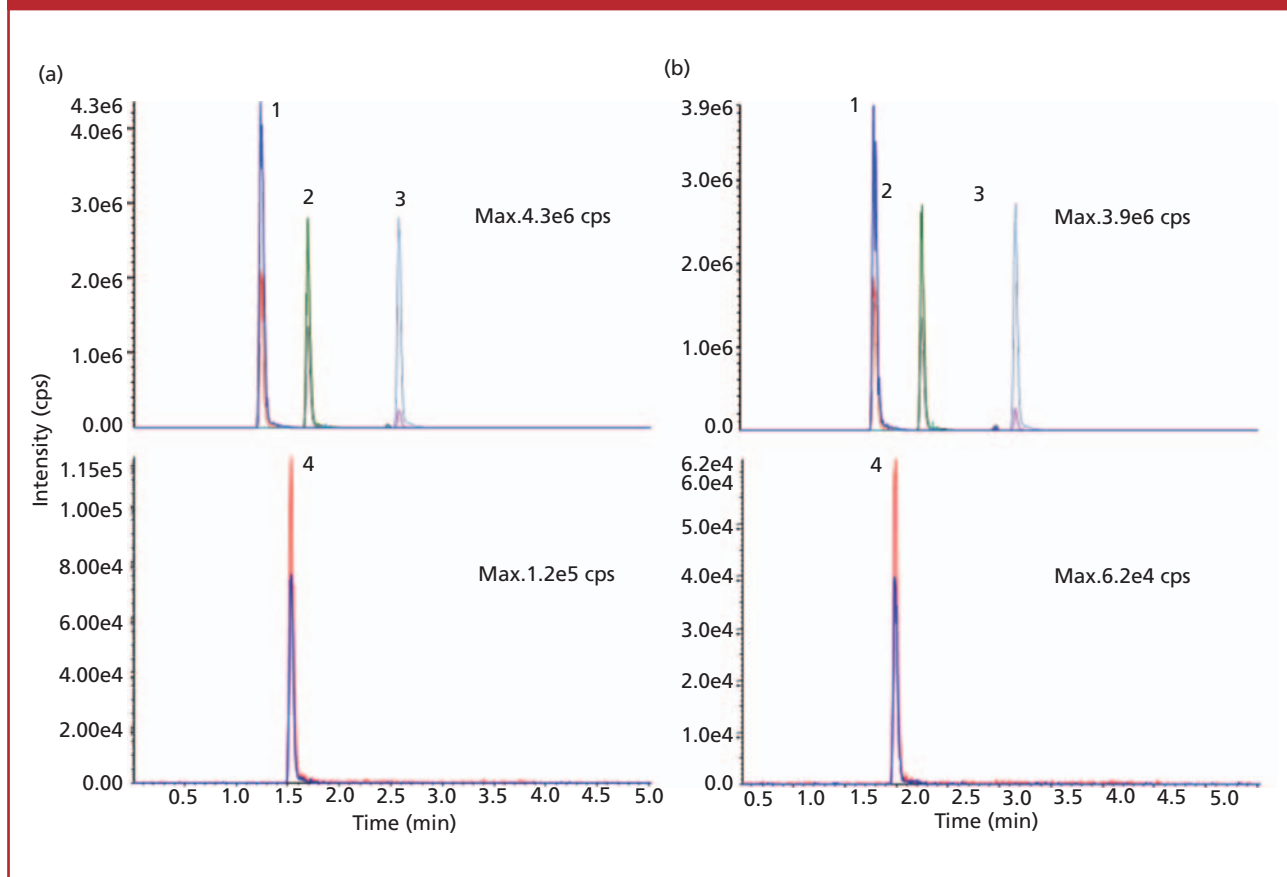 (a)
4.3e6
4.0e6
3.0e6
2.0e6
1.0e6
0.00
1
2
3
Max.4.3e6 cps
Intensity (cps)
1.15e5
1.00e5
8.00e4
6.00e4
4.00e4
2.00e4
0.00
4
Max.1.2e5 cps
0.5 1.0 1.5 2.0 2.5 3.0 3.5 4.0 4.5 5.0
Time (min)
(b)
3.9e6
3.0e6
2.0e6
1.0e6
0.0
1
2
3
Max.3.9e6 cps
6.2e4
6.0e4
5.0e4
4.0e4
3.0e4
2.0e4
1.0e4
0.0
4
Max.6.2e4 cps
0.5 1.0 1.5 2.0 2.5 3.0 3.5 4.0 4.5 5.0
Time (min)